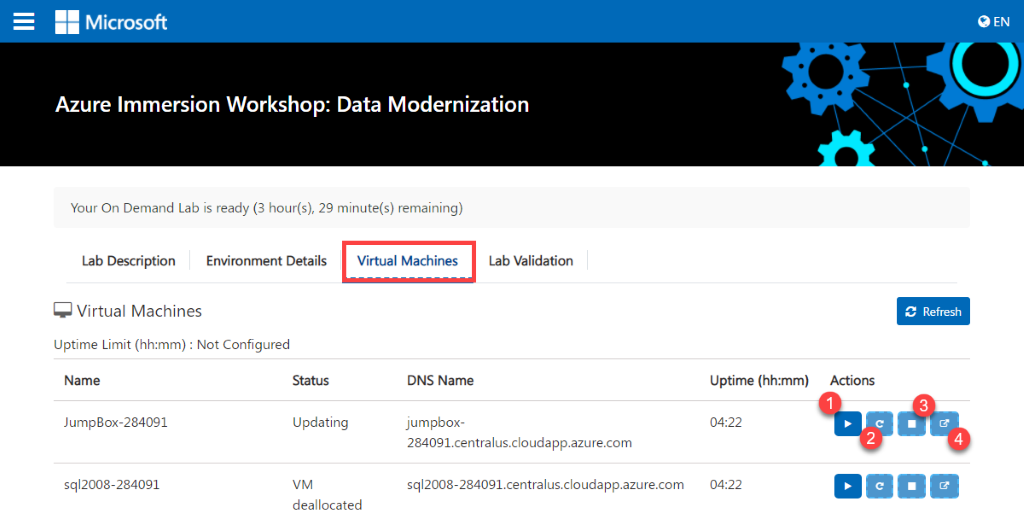 Microsoft
EN
Azure Immersion Workshop: Data Modernization
Your On Demand Lab is ready (3 hour(s), 29 minute(s) remaining)
Lab Description Environment Details Virtual Machines Lab Validation
Virtual Machines
Refresh
Uptime Limit (hh:mm) : Not Configured
Name Status DNS Name Uptime (hh:mm) Actions
1 3
JumpBox-284091 Updating jumpbox- 04:22
284091.centralus.cloudapp.azure.com
2 4
sql2008-284091 VM sql2008-284091.centralus.cloudapp.azure.com 04:22
deallocated